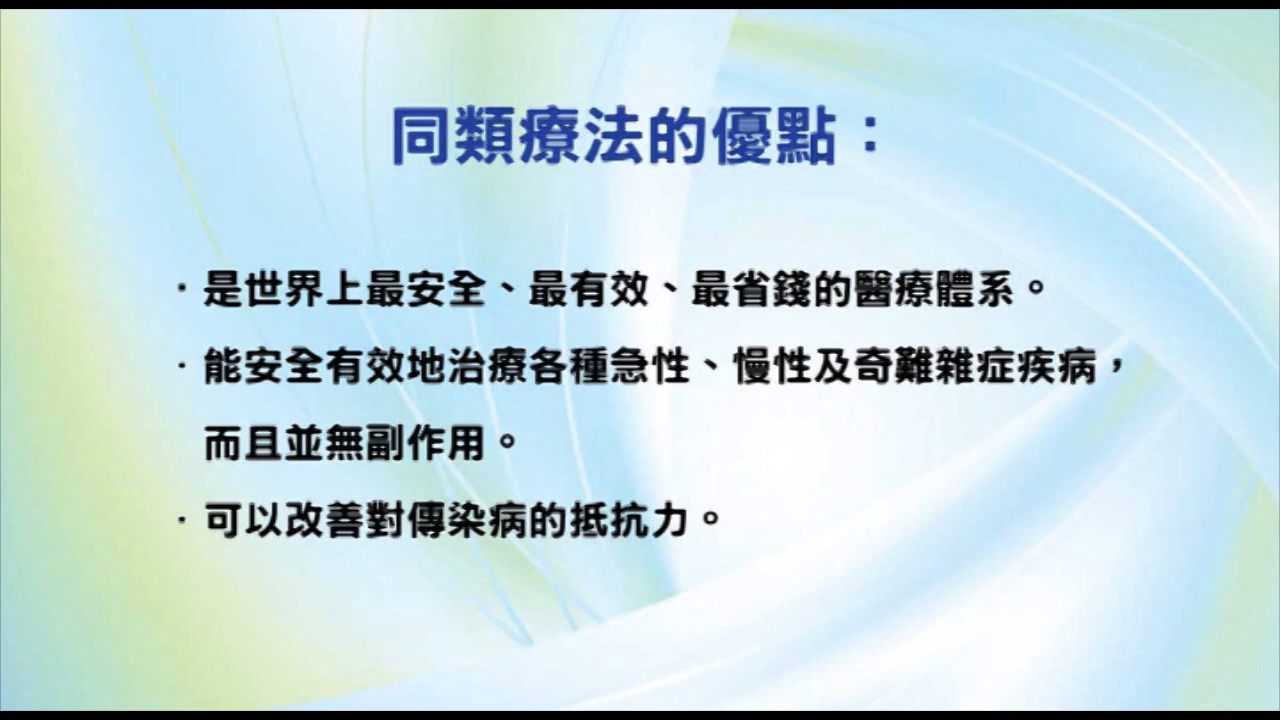 同類療法的優點：
·是世界上最安全、最有效、最省錢的醫療體系。
·能安全有效地治療各種急性、慢性及奇難雜症疾病，
而且並無副作用。
·可以改善對傳染病的抵抗力。